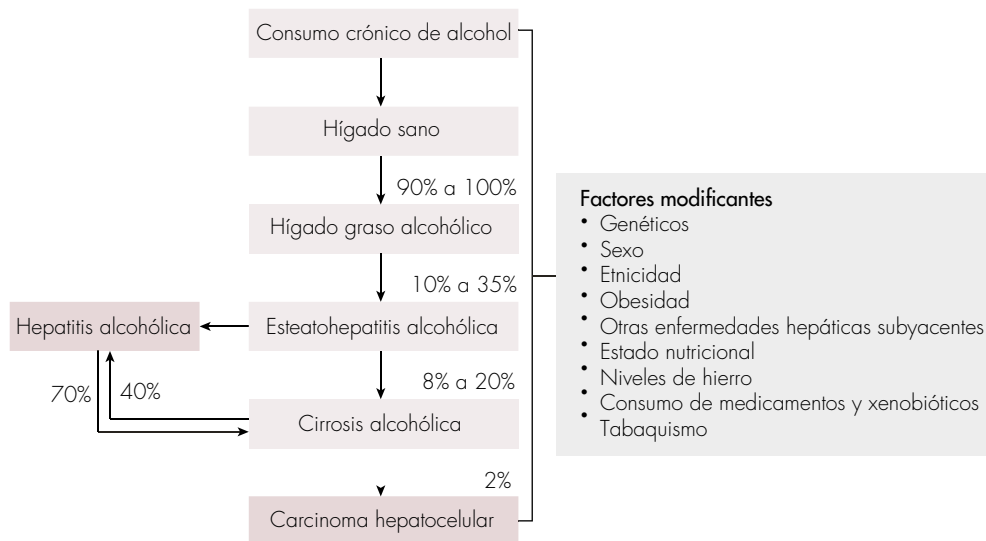 Consumo crónico de alcohol
Hígado sano
90% a 100%
Hígado graso alcohólico
10% a 35%
Hepatitis alcohólica
Esteatohepatitis alcohólica
70%
40%
8% a 20%
Cirrosis alcohólica
2%
Carcinoma hepatocelular
Factores modificantes
• Genéticos
• Sexo
• Etnicidad
• Obesidad
• Otras enfermedades hepáticas subyacentes
• Estado nutricional
• Niveles de hierro
• Consumo de medicamentos y xenobióticos
Tabaquismo